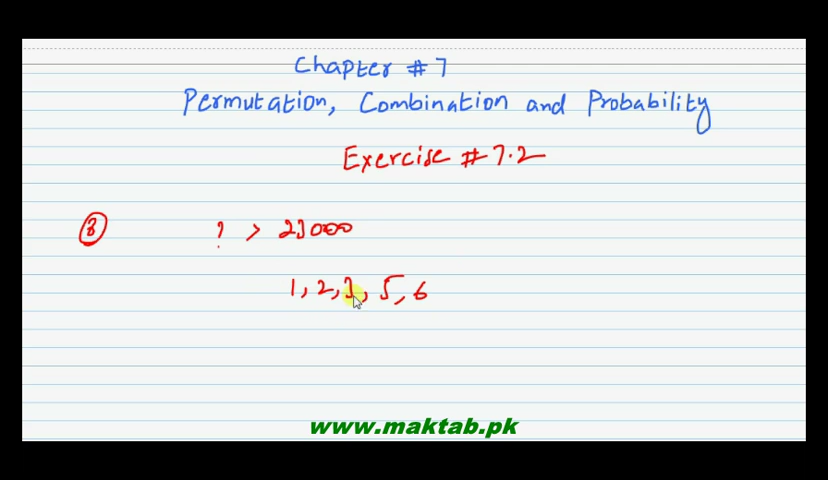 Chapter # 7
Permutation, Combination and Probability
Exercise # 7.2
8 ? > 23000
1, 2, 3, 5, 6
www.maktab.pk